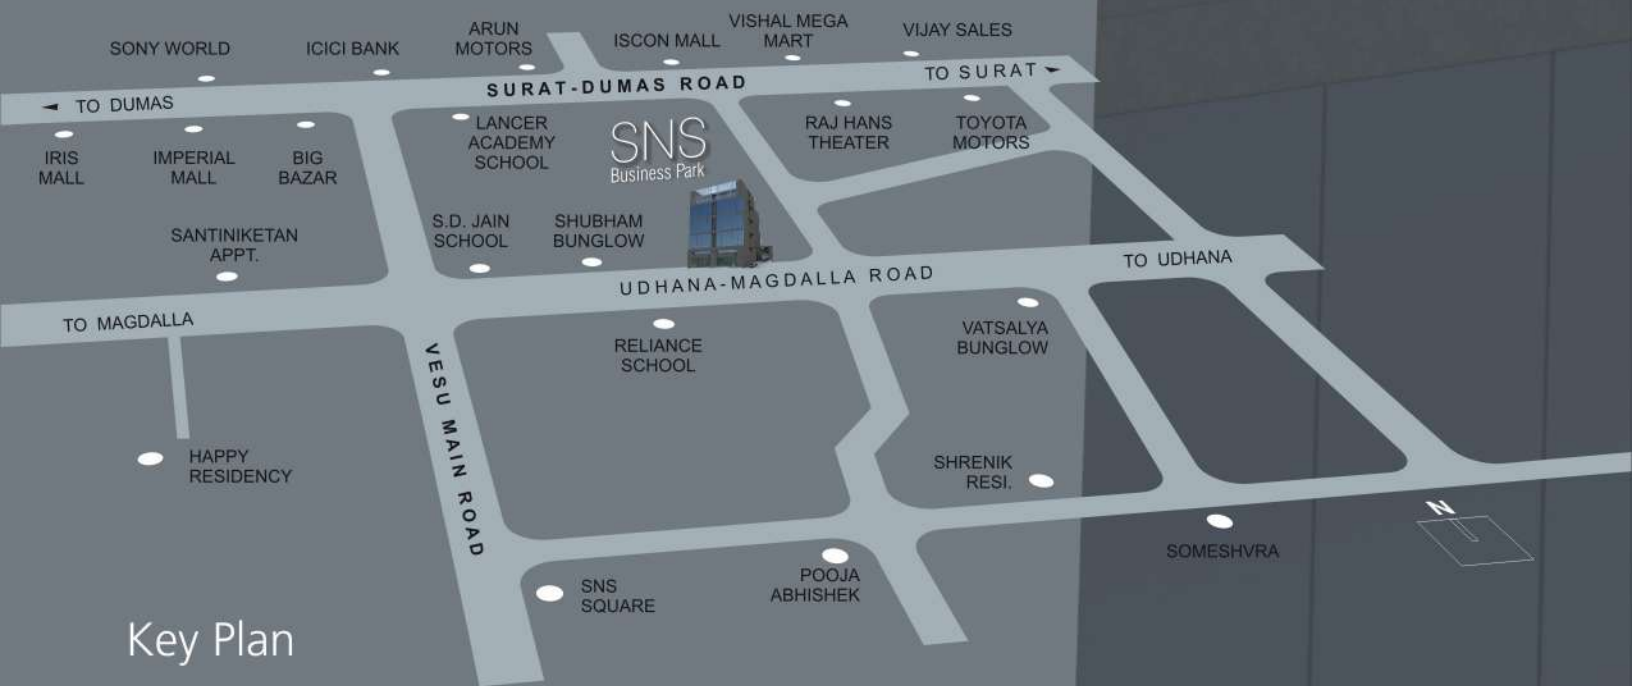 SONY WORLD
ICICI BANK
ARUN
MOTORS
ISCON MALL
VISHAL MEGA
MART
VIJAY SALES
TO DUMAS
SURAT-DUMAS ROAD
TO SURAT
IRIS
MALL
IMPERIAL
MALL
BIG
BAZAR
LANCER
ACADEMY
SCHOOL
SNS
Business Park
RAJ HANS
THEATER
TOYOTA
MOTORS
SANTINIKETAN
APPT.
S.D. JAIN
SCHOOL
SHUBHAM
BUNGLOW
UDHANA-MAGDALLA ROAD
TO UDHANA
TO MAGDALLA
RELIANCE
SCHOOL
VATSALYA
BUNGLOW
VESU MAIN ROAD
HAPPY
RESIDENCY
SHRENIK
RESI.
N
SOMESHVRA
SNS
SQUARE
POOJA
ABHISHEK
Key Plan